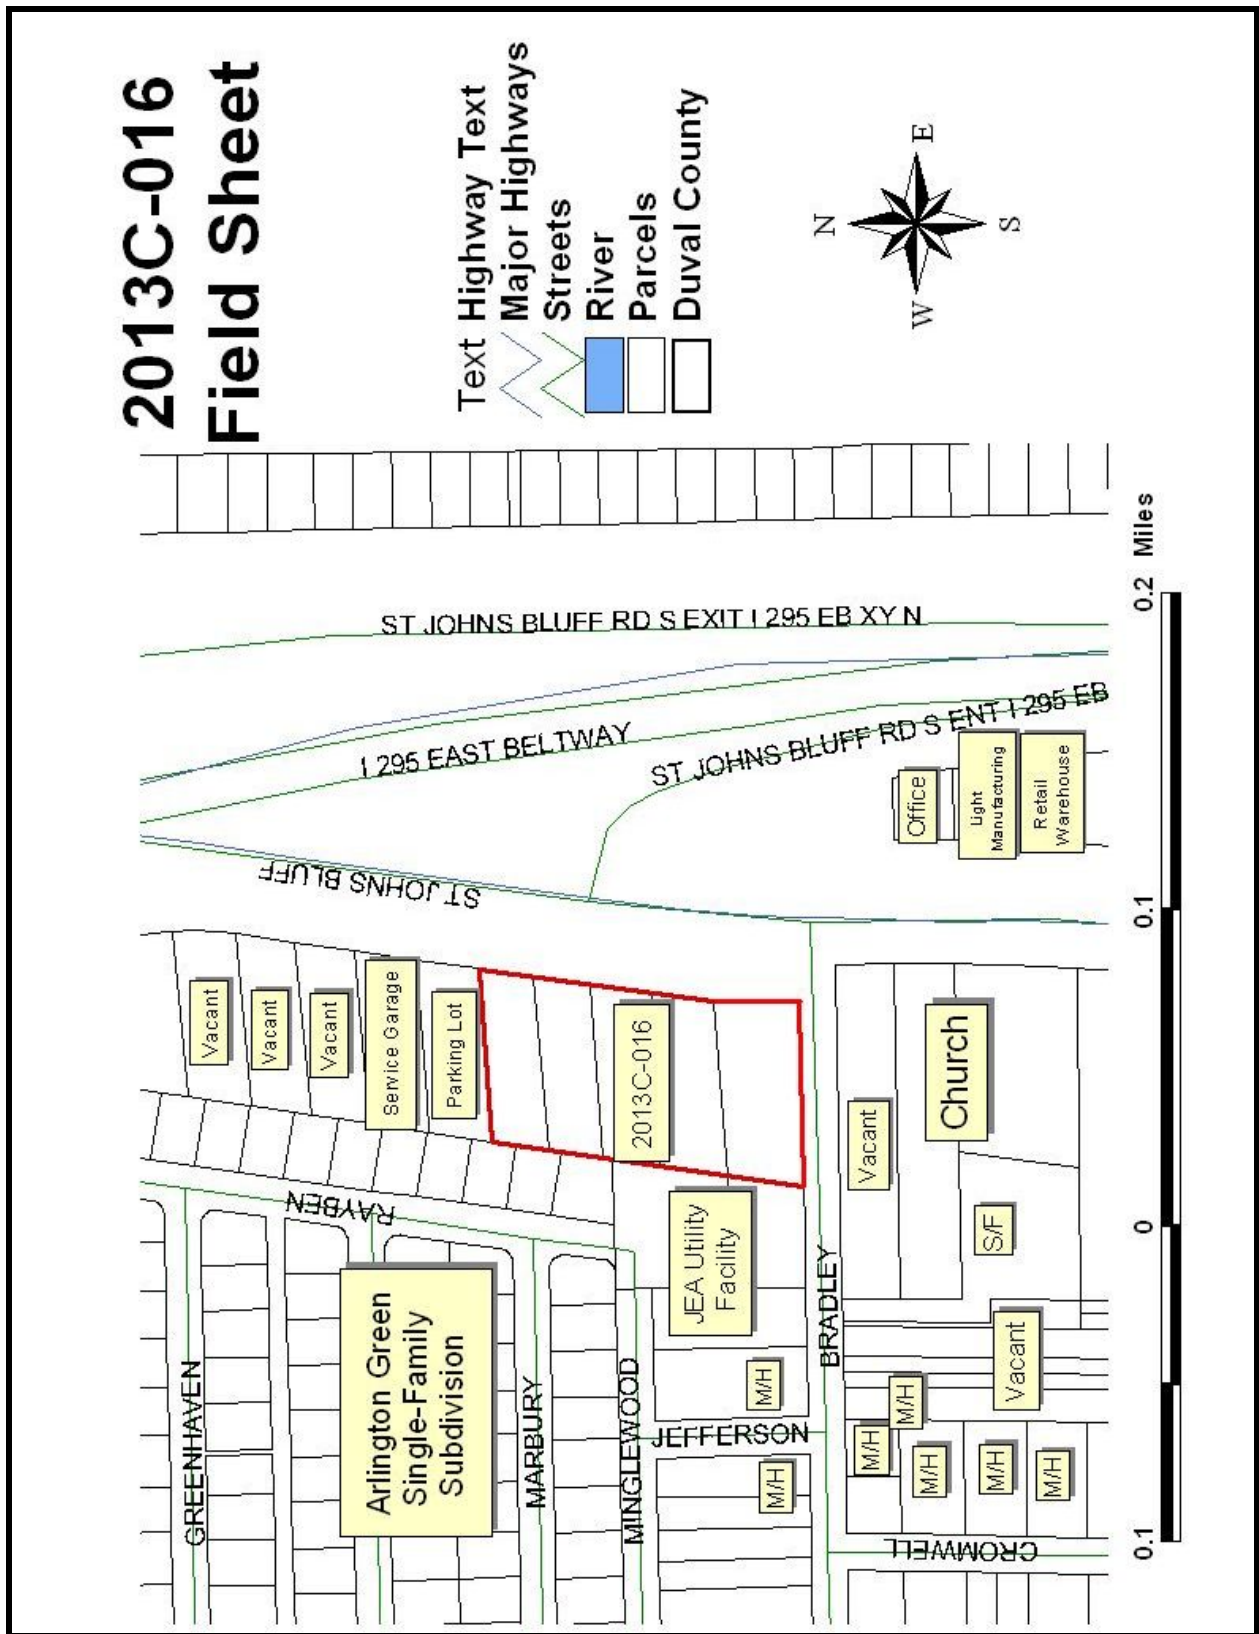 2013C-016
Field Sheet
Text Highway Text
Major Highways
Streets
River
Parcels
Duval County
N
W
E
S
ST JOHNS BLUFF RD S EXIT I 295 EB XY N
I 295 EAST BELTWAY
ST JOHNS BLUFF RD S ENT I 295 EB
ST JOHNS BLUFF
Office
Light
Manufacturing
Retail
Warehouse
Vacant
Vacant
Vacant
Service Garage
Parking Lot
2013C-016
Vacant
Church
RAYBEN
JEA Utility
Facility
S/F
BRADLEY
Arlington Green
Single-Family
Subdivision
GREENHAVEN
MARBURY
MINGLEWOOD
JEFFERSON
M/H
M/H
Vacant
M/H
M/H
M/H
M/H
M/H
CROMWELL
0.1
0
0.1
0.2
Miles